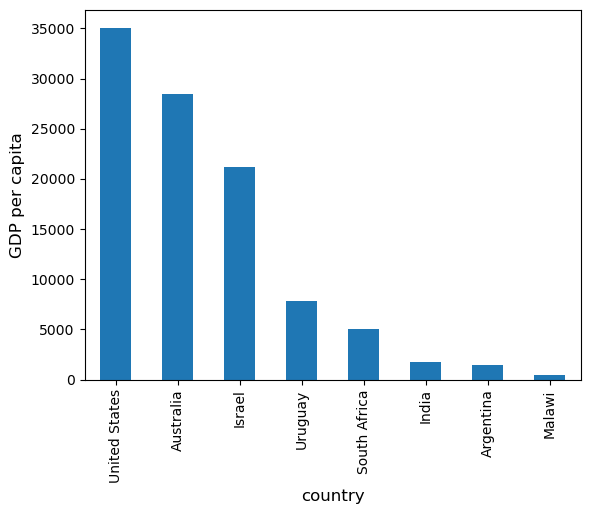 35000
30000
25000
20000
15000
10000
5000
0
GDP per capita
United States
Australia
Israel
Uruguay
South Africa
India
Argentina
Malawi
country